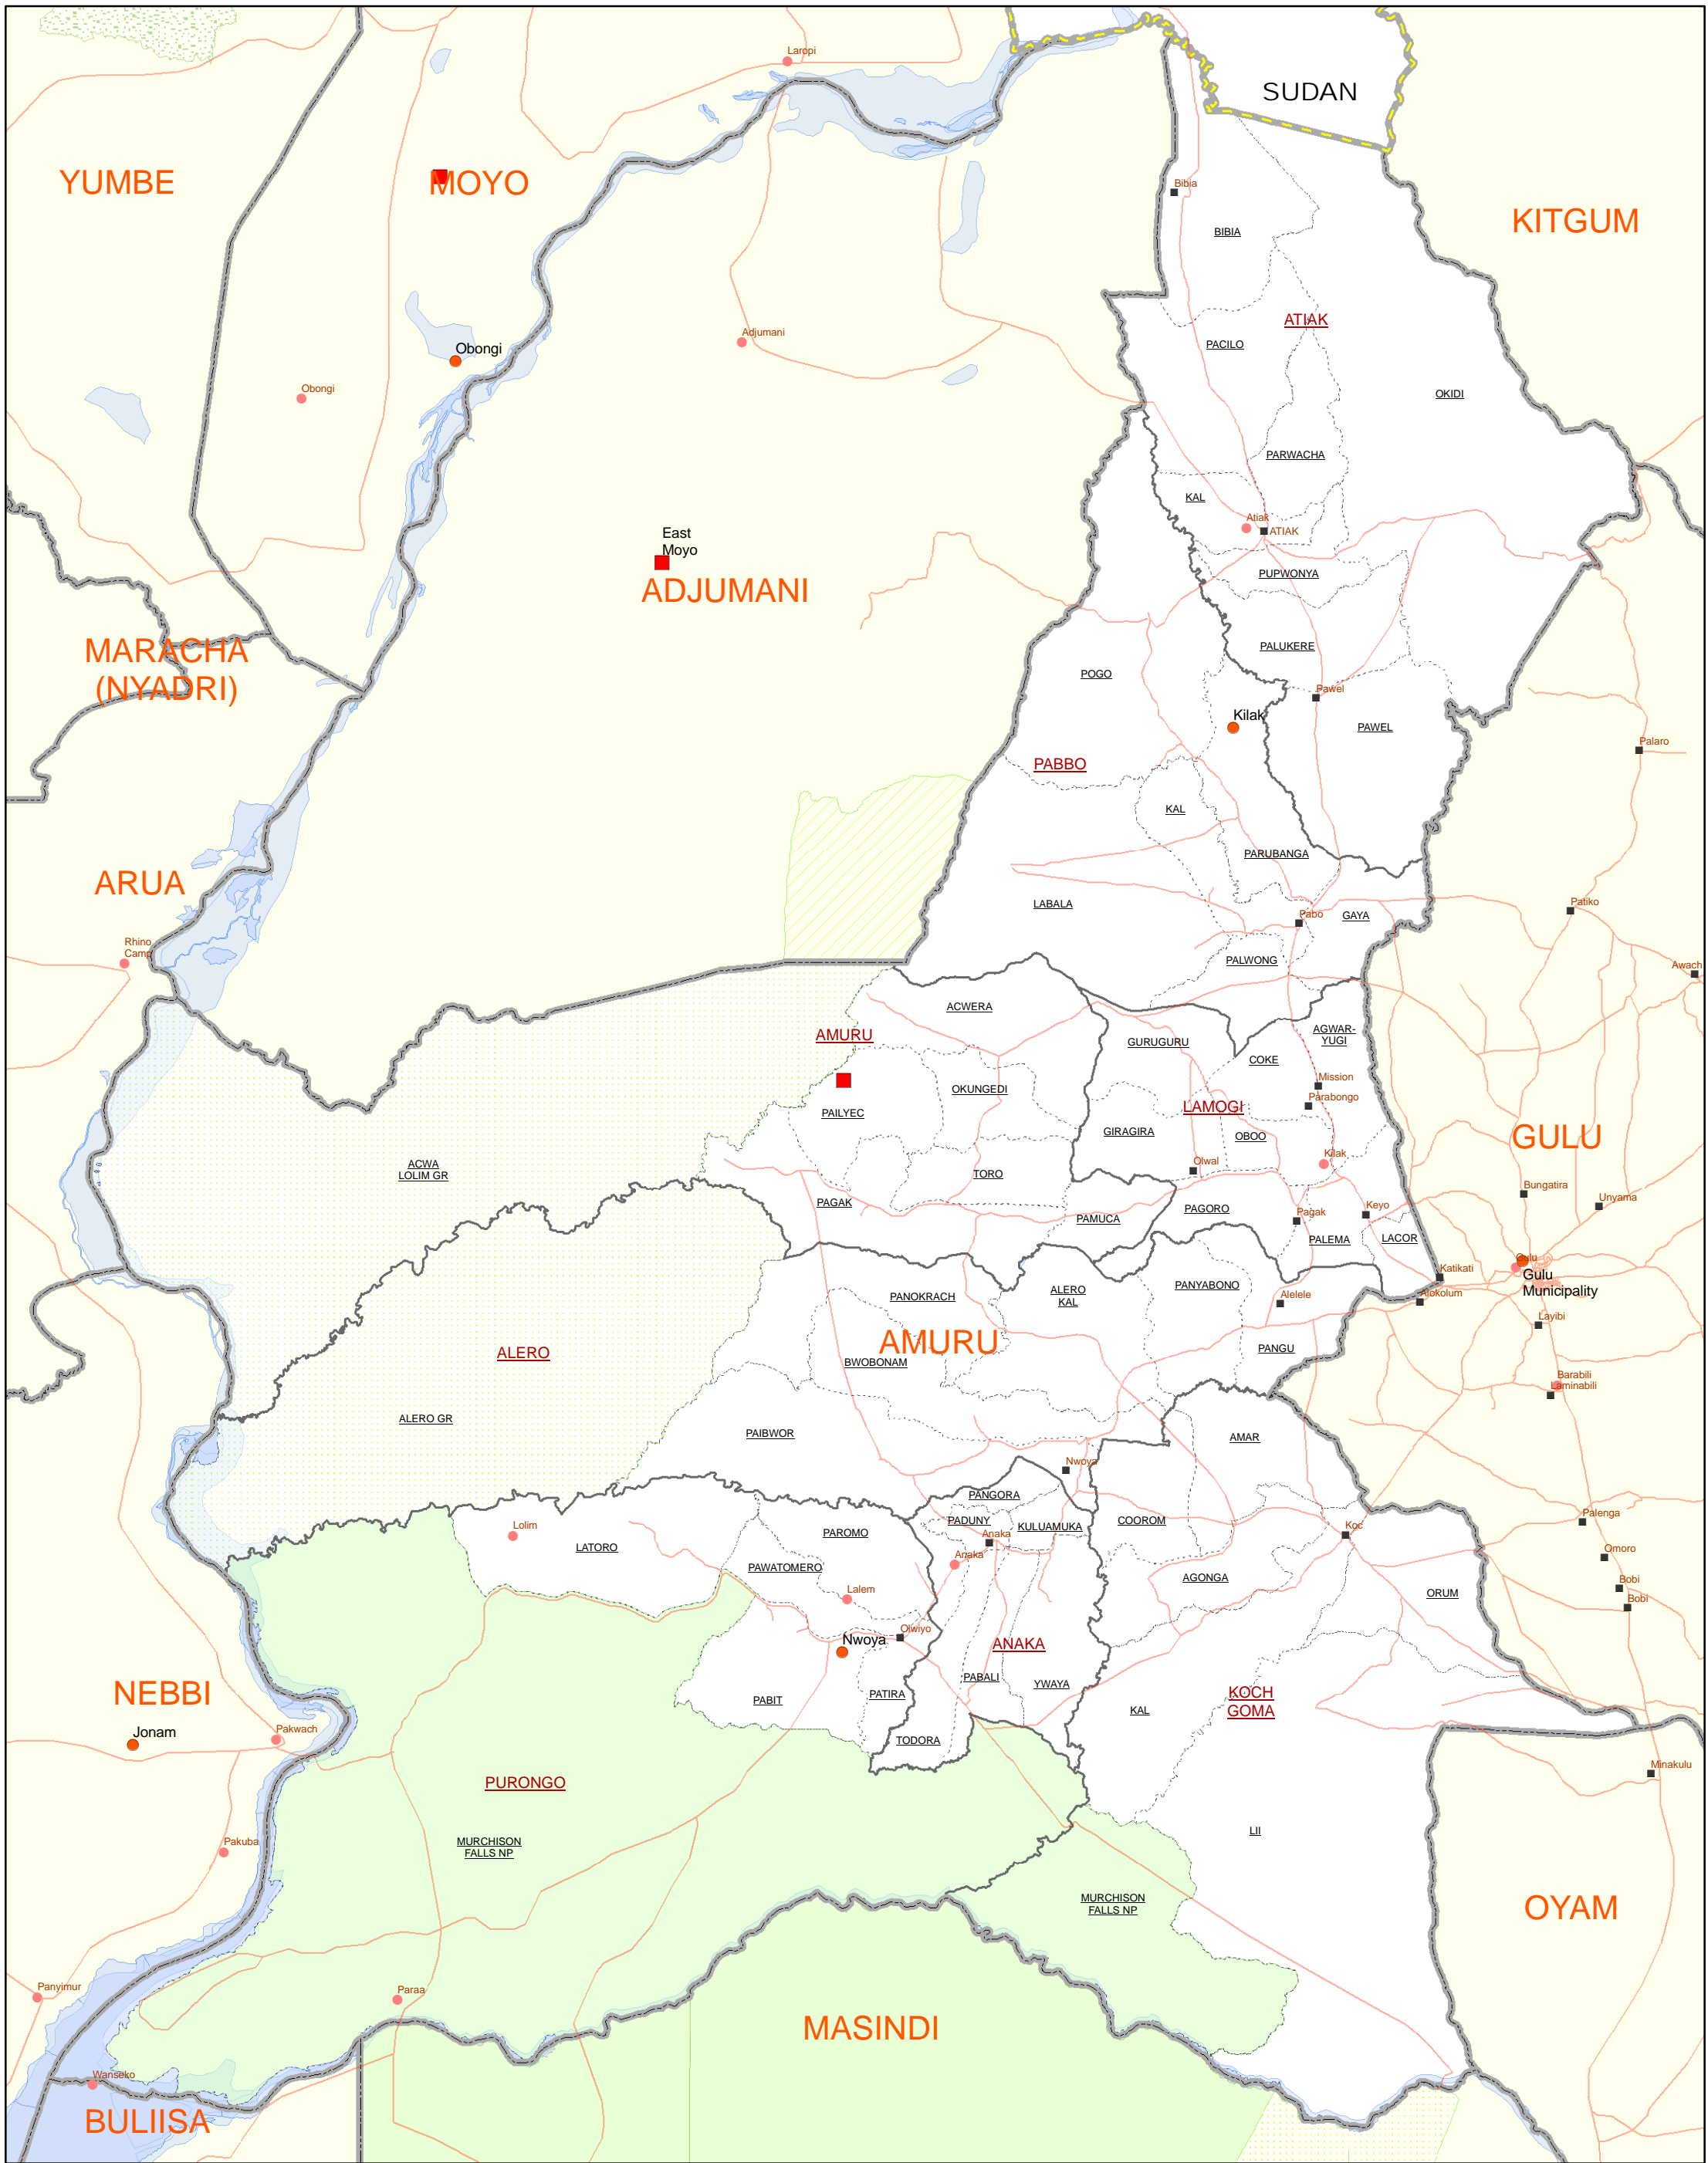 Laropi
SUDAN
YUMBE
MOYO
Bibia
KITGUM
BIBIA
ATIAK
Adjumani
PACILO
Obongi
Obongi
OKIDI
PARWACHA
KAL
Atiak
ATIAK
East
Moyo
PUPWONYA
ADJUMANI
MARACHA
(NYADRI)
PALUKERE
POGO
Pawel
Kilak
PAWEL
Palaro
PABBO
KAL
PARUBANGA
ARUA
LABALA
Patiko
Pabo
GAYA
Rhino
Camp
PALWONG
Awach
ACWERA
AMURU
AGWAR-
YUGI
GURUGURU
COKE
Mission
OKUNGEDI
Parabongo
LAMOGI
PAILYEC
GIRAGIRA
OBOO
GULU
ACWA
LOLIM GR
Olwal
Kilak
TORO
Bungatira
Unyama
PAGAK
PAGORO
Keyo
PAMUCA
Pagak
PALEMA
LACOR
Gulu
Katikati
Gulu
Municipality
PANOKRACH
ALERO
KAL
PANYABONO
Alelele
Atokolum
Layibi
AMURU
ALERO
BWOBONAM
PANGU
Barabili
Laminabili
ALERO GR
PAIBWOR
AMAR
Nwoya
PANGORA
Palenga
PADUNY
KULUAMUKA
COOROM
Koc
Lolim
PAROMO
Anaka
LATORO
Anaka
Omoro
PAWATOMERO
AGONGA
Bobi
Lalem
ORUM
Bobi
Olwiyo
Nwoya
ANAKA
PABALI
YWAYA
NEBBI
PABIT
PATIRA
KOCH
GOMA
KAL
Jonam
Pakwach
TODORA
Minakulu
PURONGO
LII
Pakuba
MURCHISON
FALLS NP
MURCHISON
FALLS NP
OYAM
Panyimur
Paraa
MASINDI
Wanseko
BULIISA